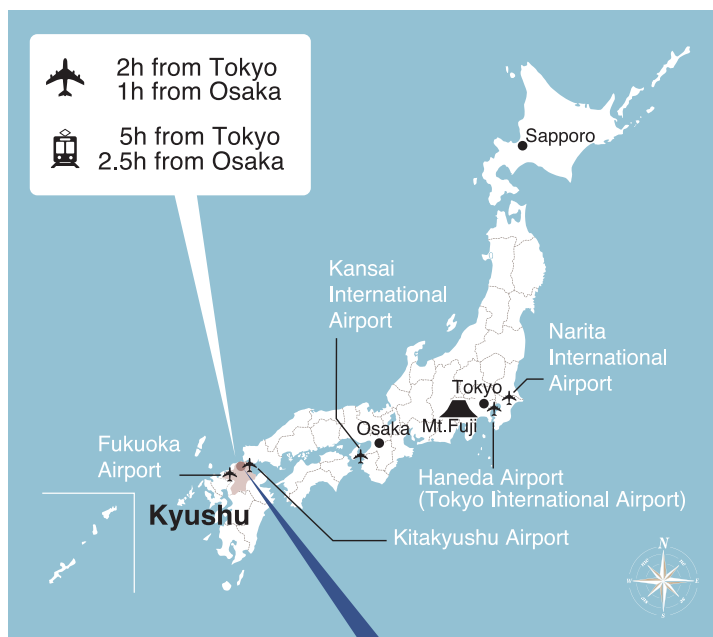 2h from Tokyo
1h from Osaka
5h from Tokyo
2.5h from Osaka
Sapporo
Kansai
International
Airport
Narita
International
Airport
Tokyo
Mt.Fuji
Osaka
Fukuoka
Airport
Haneda Airport
(Tokyo International Airport)
Kyushu
Kitakyushu Airport
N
W
E
S